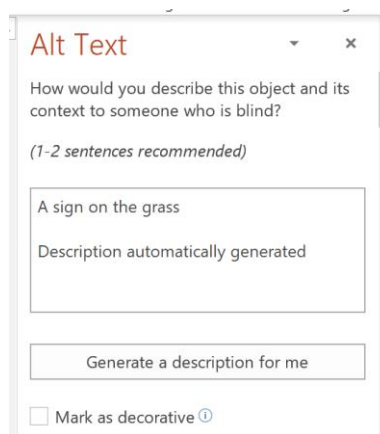 Alt Text
How would you describe this object and its
context to someone who is blind?
(1-2 sentences recommended)
A sign on the grass
Description automatically generated
Generate a description for me
Mark as decorative